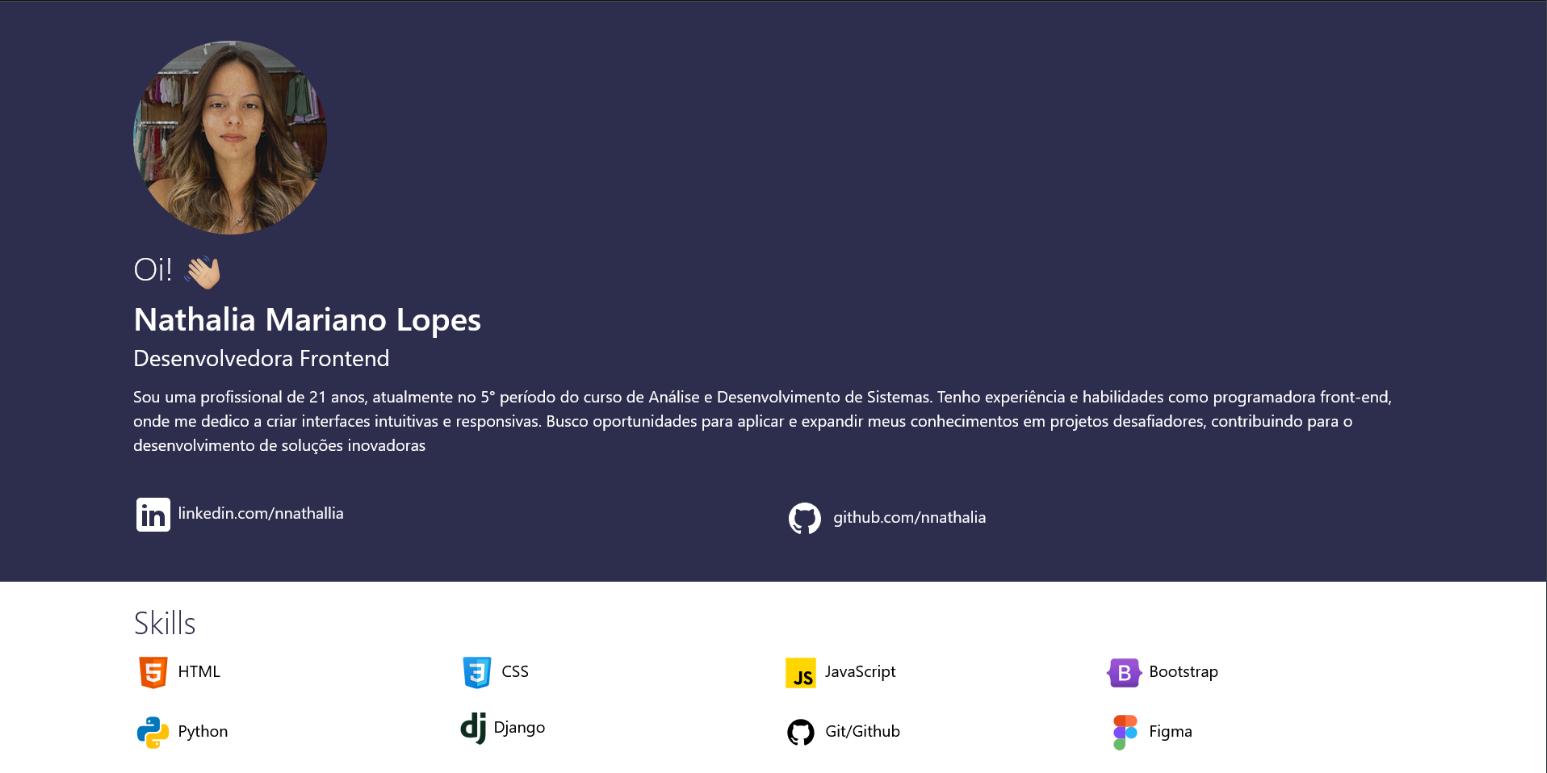 Oi! 👋🏼
Nathalia Mariano Lopes
Desenvolvedora Frontend
Sou uma profissional de 21 anos, atualmente no 5° período do curso de Análise e Desenvolvimento de Sistemas. Tenho experiência e habilidades como programadora front-end,
onde me dedico a criar interfaces intuitivas e responsivas. Busco oportunidades para aplicar e expandir meus conhecimentos em projetos desafiadores, contribuindo para o
desenvolvimento de soluções inovadoras
in linkedin.com/nnathallia
github.com/nnathalia
Skills
5 HTML
3 CSS
JS JavaScript
B Bootstrap
Python
dj Django
Git/Github
Figma